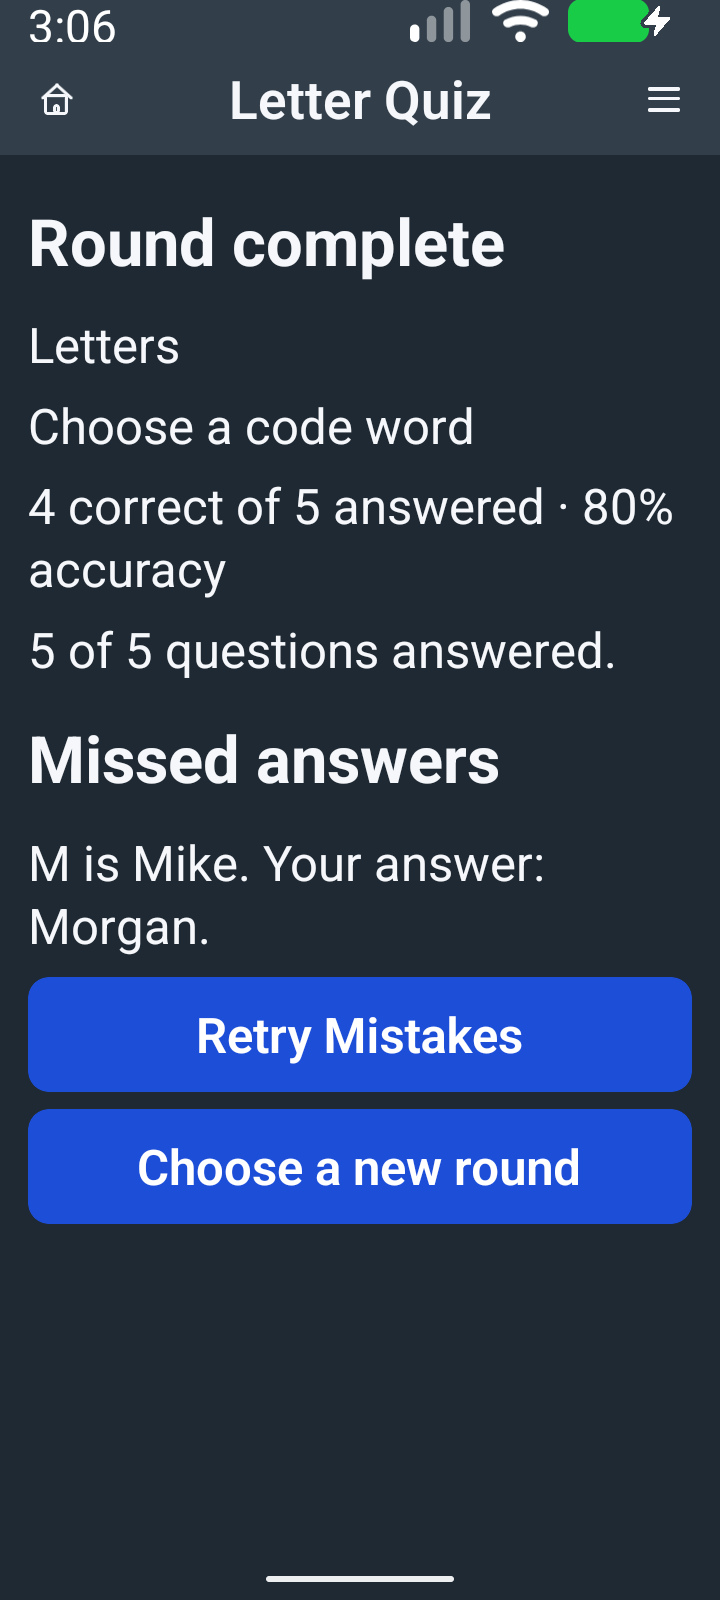 3:06
Letter Quiz
Round complete
Letters
Choose a code word
4 correct of 5 answered · 80%
accuracy
5 of 5 questions answered.
Missed answers
M is Mike. Your answer:
Morgan.
Retry Mistakes
Choose a new round